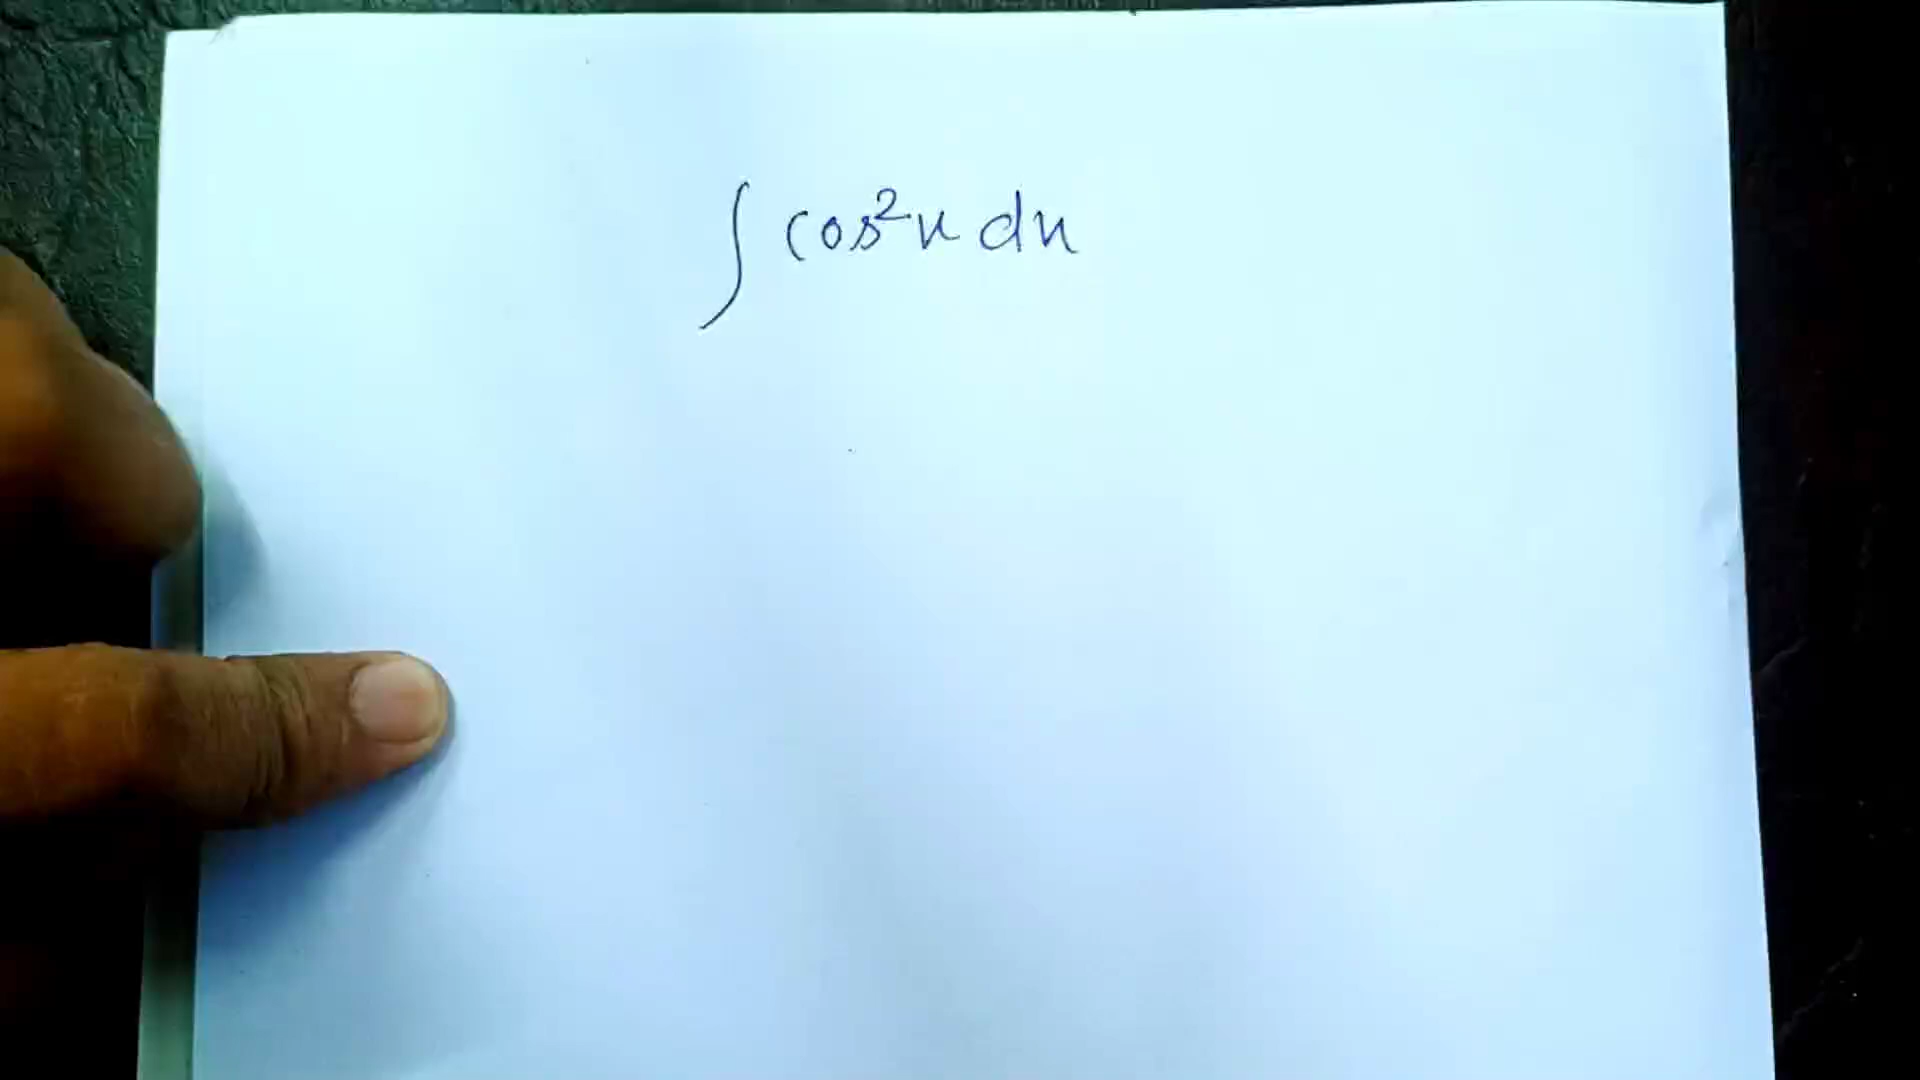 ∫ cos²x dx